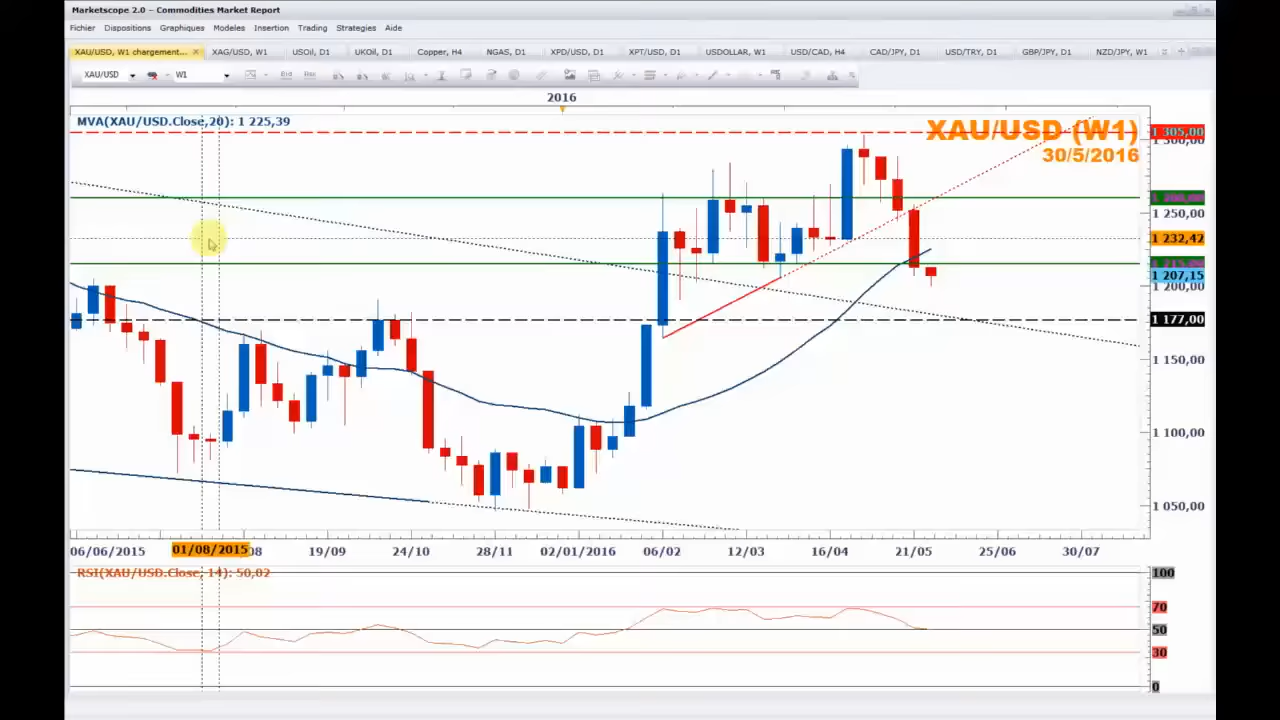 Marketscope 2.0 – Commodities Market Report
Fichier Dispositions Graphiques Modeles Insertion Trading Strategies Aide
XAU/USD, W1 chargement... XAG/USD, W1 USOil, D1 UKOil, D1 Copper, H4 NGAS, D1 XPD/USD, D1 XPT/USD, D1 USDOLLAR, W1 USD/CAD, H4 CAD/JPY, D1 USD/TRY, D1 GBP/JPY, D1 NZD/JPY, W1
XAU/USD W1
2016
MVA(XAU/USD.Close,20): 1 225,39
XAU/USD (W1)
30/5/2016
1 305,00
1 300,00
1 250,00
1 232,42
1 207,15
1 200,00
1 177,00
1 150,00
1 100,00
1 050,00
06/06/2015 01/08/2015 08 19/09 24/10 28/11 02/01/2016 06/02 12/03 16/04 21/05 25/06 30/07
RSI(XAU/USD.Close, 14): 50,02
100
70
50
30
0